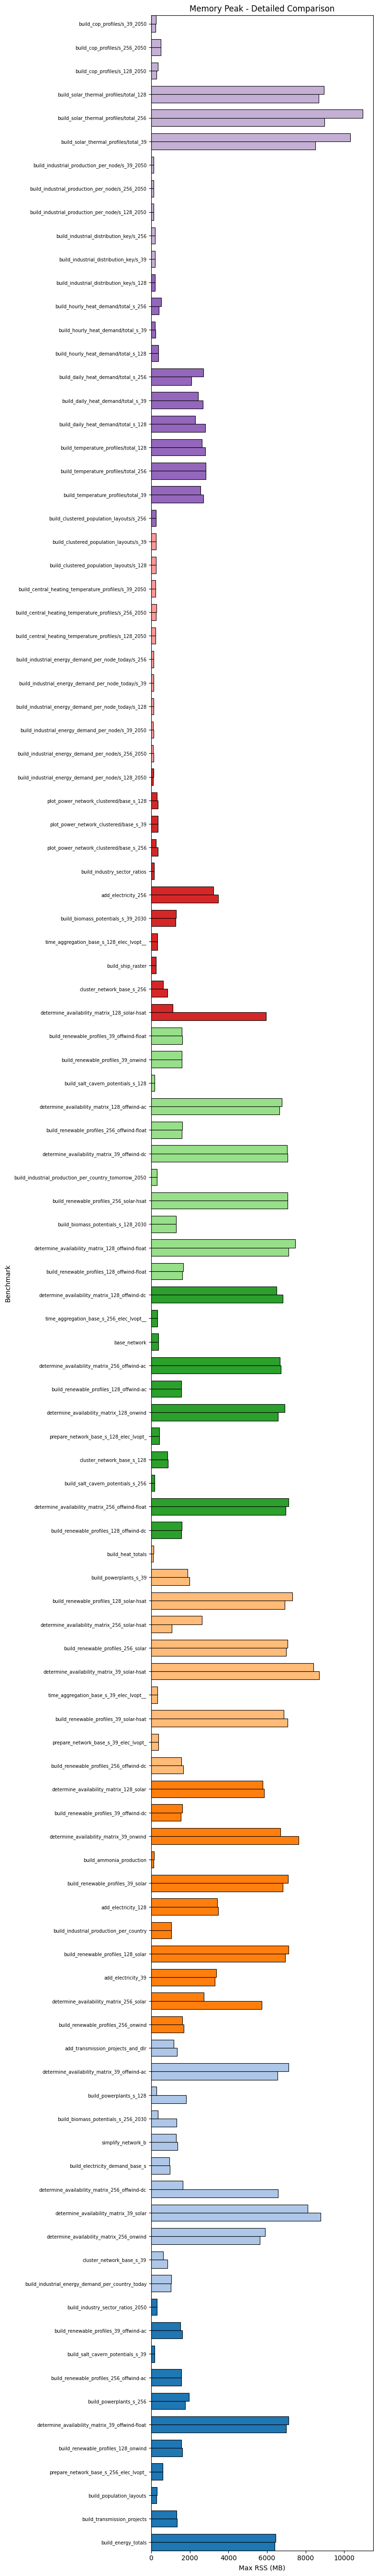 Memory Peak - Detailed Comparison
build_cop_profiles/s_39_2050
build_cop_profiles/s_256_2050
build_cop_profiles/s_128_2050
build_solar_thermal_profiles/total_128
build_solar_thermal_profiles/total_256
build_solar_thermal_profiles/total_39
build_industrial_production_per_node/s_39_2050
build_industrial_production_per_node/s_256_2050
build_industrial_production_per_node/s_128_2050
build_industrial_distribution_key/s_256
build_industrial_distribution_key/s_39
build_industrial_distribution_key/s_128
build_hourly_heat_demand/total_s_256
build_hourly_heat_demand/total_s_39
build_hourly_heat_demand/total_s_128
build_daily_heat_demand/total_s_256
build_daily_heat_demand/total_s_39
build_daily_heat_demand/total_s_128
build_temperature_profiles/total_128
build_temperature_profiles/total_256
build_temperature_profiles/total_39
build_clustered_population_layouts/s_256
build_clustered_population_layouts/s_39
build_clustered_population_layouts/s_128
build_central_heating_temperature_profiles/s_39_2050
build_central_heating_temperature_profiles/s_256_2050
build_central_heating_temperature_profiles/s_128_2050
build_industrial_energy_demand_per_node_today/s_256
build_industrial_energy_demand_per_node_today/s_39
build_industrial_energy_demand_per_node_today/s_128
build_industrial_energy_demand_per_node/s_39_2050
build_industrial_energy_demand_per_node/s_256_2050
build_industrial_energy_demand_per_node/s_128_2050
plot_power_network_clustered/base_s_128
plot_power_network_clustered/base_s_39
plot_power_network_clustered/base_s_256
build_industry_sector_ratios
add_electricity_256
build_biomass_potentials_s_39_2030
time_aggregation_base_s_128_elec_lvopt__
build_ship_raster
cluster_network_base_s_256
determine_availability_matrix_128_solar-hsat
build_renewable_profiles_39_offwind-float
build_renewable_profiles_39_onwind
build_salt_cavern_potentials_s_128
determine_availability_matrix_128_offwind-ac
build_renewable_profiles_256_offwind-float
determine_availability_matrix_39_offwind-dc
build_industrial_production_per_country_tomorrow_2050
build_renewable_profiles_256_solar-hsat
build_biomass_potentials_s_128_2030
determine_availability_matrix_128_offwind-float
build_renewable_profiles_128_offwind-float
determine_availability_matrix_128_offwind-dc
time_aggregation_base_s_256_elec_lvopt__
base_network
determine_availability_matrix_256_offwind-ac
build_renewable_profiles_128_offwind-ac
determine_availability_matrix_128_onwind
prepare_network_base_s_128_elec_lvopt_
cluster_network_base_s_128
build_salt_cavern_potentials_s_256
determine_availability_matrix_256_offwind-float
build_renewable_profiles_128_offwind-dc
build_heat_totals
build_powerplants_s_39
build_renewable_profiles_128_solar-hsat
determine_availability_matrix_256_solar-hsat
build_renewable_profiles_256_solar
determine_availability_matrix_39_solar-hsat
time_aggregation_base_s_39_elec_lvopt__
build_renewable_profiles_39_solar-hsat
prepare_network_base_s_39_elec_lvopt_
build_renewable_profiles_256_offwind-dc
determine_availability_matrix_128_solar
build_renewable_profiles_39_offwind-dc
determine_availability_matrix_39_onwind
build_ammonia_production
build_renewable_profiles_39_solar
add_electricity_128
build_industrial_production_per_country
build_renewable_profiles_128_solar
add_electricity_39
determine_availability_matrix_256_solar
build_renewable_profiles_256_onwind
add_transmission_projects_and_dlr
determine_availability_matrix_39_offwind-ac
build_powerplants_s_128
build_biomass_potentials_s_256_2030
simplify_network_b
build_electricity_demand_base_s
determine_availability_matrix_256_offwind-dc
determine_availability_matrix_39_solar
determine_availability_matrix_256_onwind
cluster_network_base_s_39
build_industrial_energy_demand_per_country_today
build_industry_sector_ratios_2050
build_renewable_profiles_39_offwind-ac
build_salt_cavern_potentials_s_39
build_renewable_profiles_256_offwind-ac
build_powerplants_s_256
determine_availability_matrix_39_offwind-float
build_renewable_profiles_128_onwind
prepare_network_base_s_256_elec_lvopt_
build_population_layouts
build_transmission_projects
build_energy_totals
Benchmark
0 2000 4000 6000 8000 10000
Max RSS (MB)